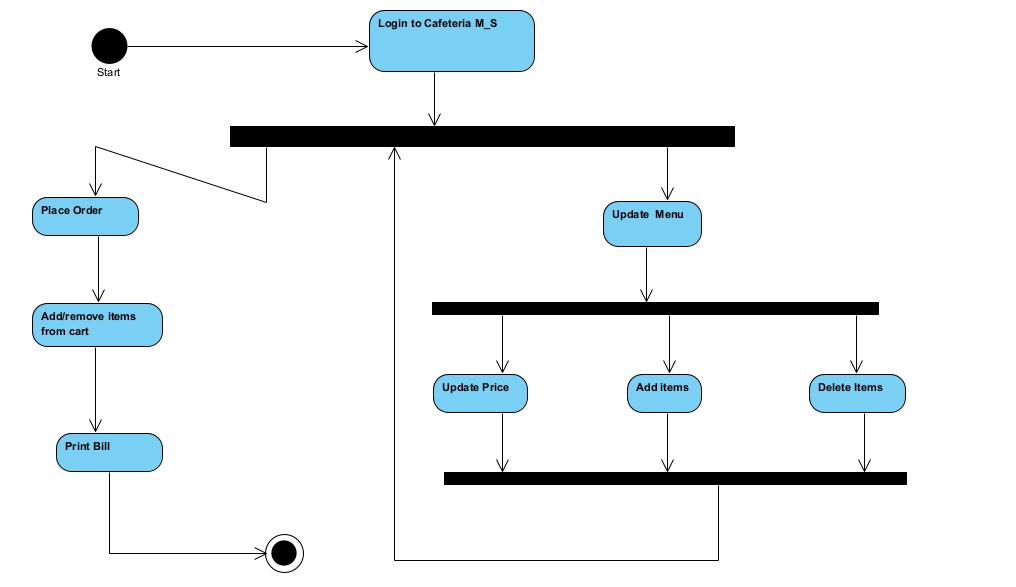 Login to Cafeteria M_S
Start
Place Order
Update  Menu
Add/remove items
from cart
Update Price
Add items
Delete Items
Print Bill